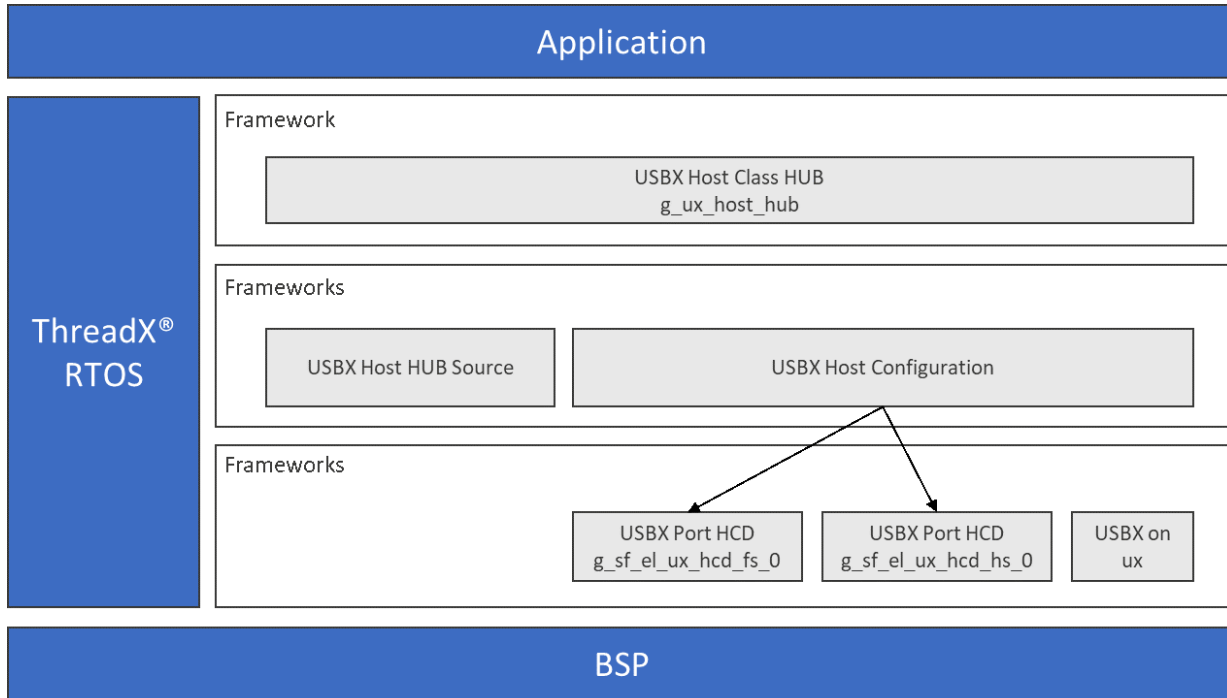 Application
ThreadX®
RTOS
Framework
USBX Host Class HUB
g_ux_host_hub
Frameworks
USBX Host HUB Source
USBX Host Configuration
Frameworks
USBX Port HCD
g_sf_el_ux_hcd_fs_0
USBX Port HCD
g_sf_el_ux_hcd_hs_0
USBX on
ux
BSP